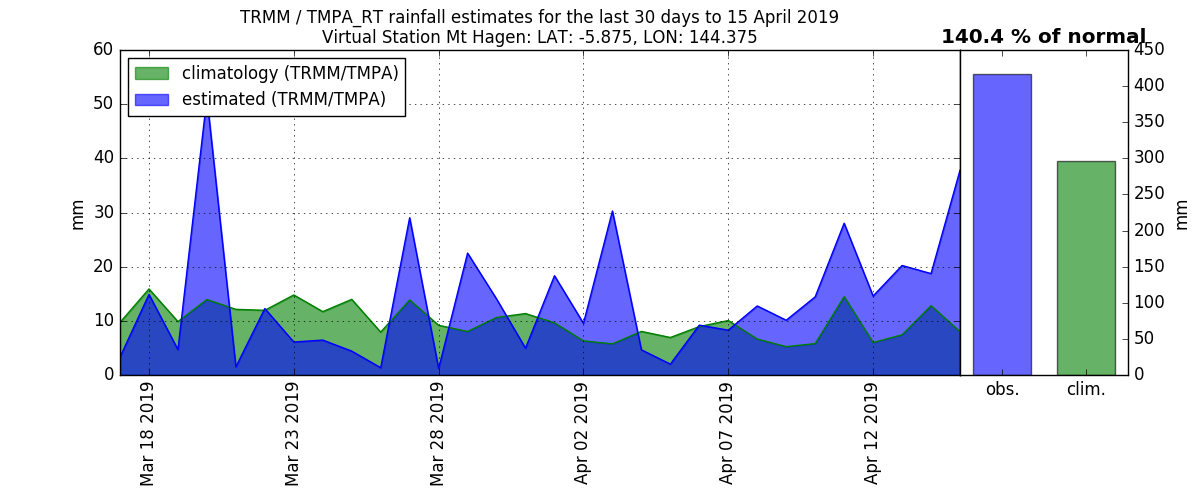 TRMM / TMPA_RT rainfall estimates for the last 30 days to 15 April 2019
Virtual Station Mt Hagen: LAT: -5.875, LON: 144.375
140.4 % of normal
climatology (TRMM/TMPA)
estimated (TRMM/TMPA)
60
50
40
30
20
10
0
mm
Mar 18 2019
Mar 23 2019
Mar 28 2019
Apr 02 2019
Apr 07 2019
Apr 12 2019
450
400
350
300
250
200
150
100
50
0
mm
obs.
clim.